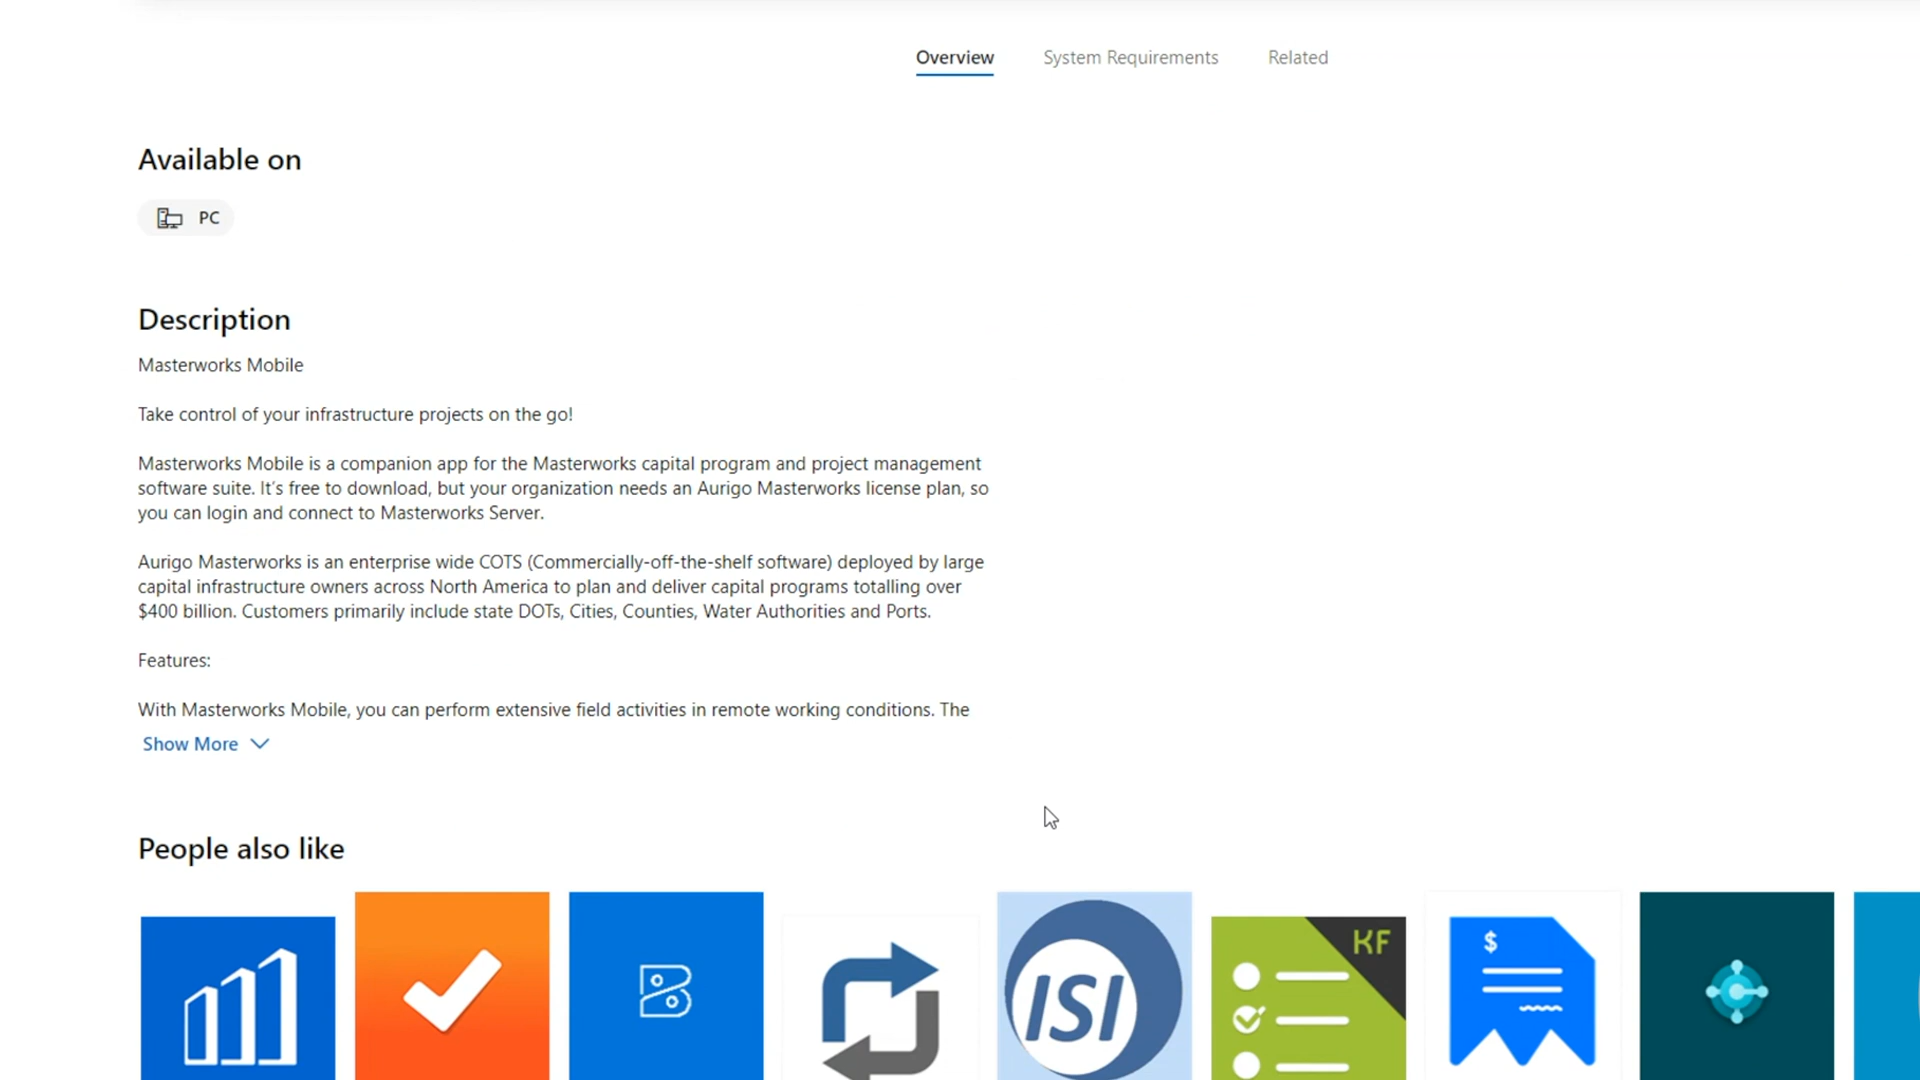 Overview System Requirements Related
Available on
PC
Description
Masterworks Mobile
Take control of your infrastructure projects on the go!
Masterworks Mobile is a companion app for the Masterworks capital program and project management
software suite. It's free to download, but your organization needs an Aurigo Masterworks license plan, so
you can login and connect to Masterworks Server.
Aurigo Masterworks is an enterprise wide COTS (Commercially-off-the-shelf software) deployed by large
capital infrastructure owners across North America to plan and deliver capital programs totalling over
$400 billion. Customers primarily include state DOTs, Cities, Counties, Water Authorities and Ports.
Features:
With Masterworks Mobile, you can perform extensive field activities in remote working conditions. The
Show More
People also like
B
ISI
KF
$